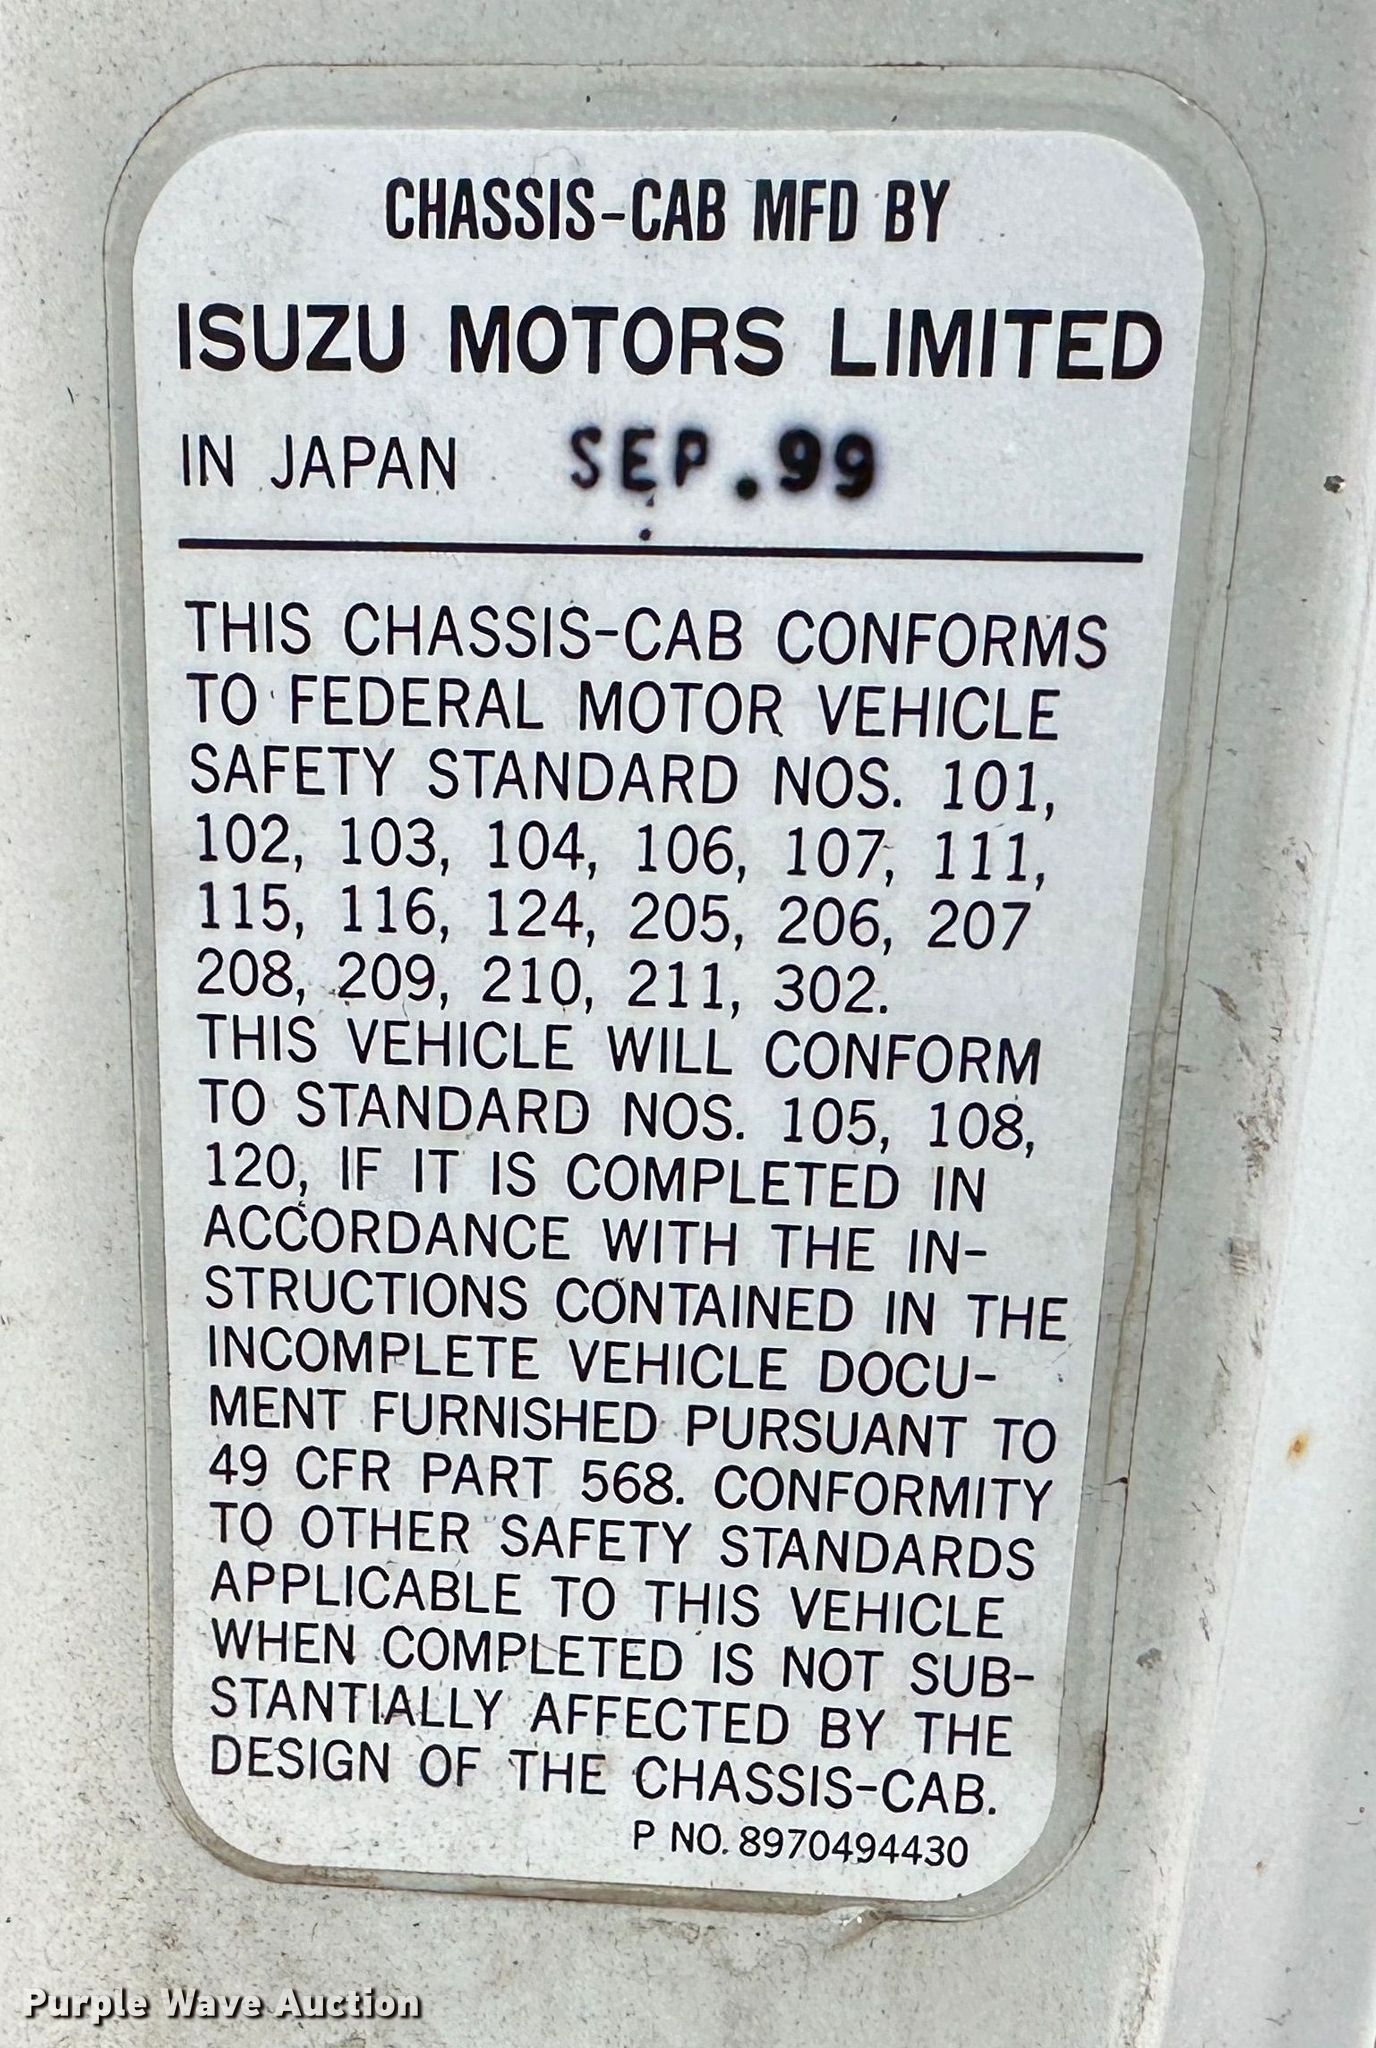 CHASSIS-CAB MFD BY
ISUZU MOTORS LIMITED
IN JAPAN SEP.99
THIS CHASSIS-CAB CONFORMS
TO FEDERAL MOTOR VEHICLE
SAFETY STANDARD NOS. 101,
102, 103, 104, 106, 107, 111,
115, 116, 124, 205, 206, 207
208, 209, 210, 211, 302.
THIS VEHICLE WILL CONFORM
TO STANDARD NOS. 105, 108,
120, IF IT IS COMPLETED IN
ACCORDANCE WITH THE IN-
STRUCTIONS CONTAINED IN THE
INCOMPLETE VEHICLE DOCU-
MENT FURNISHED PURSUANT TO
49 CFR PART 568. CONFORMITY
TO OTHER SAFETY STANDARDS
APPLICABLE TO THIS VEHICLE
WHEN COMPLETED IS NOT SUB-
STANTIALLY AFFECTED BY THE
DESIGN OF THE CHASSIS-CAB.
P NO. 8970494430
Purple Wave Auction